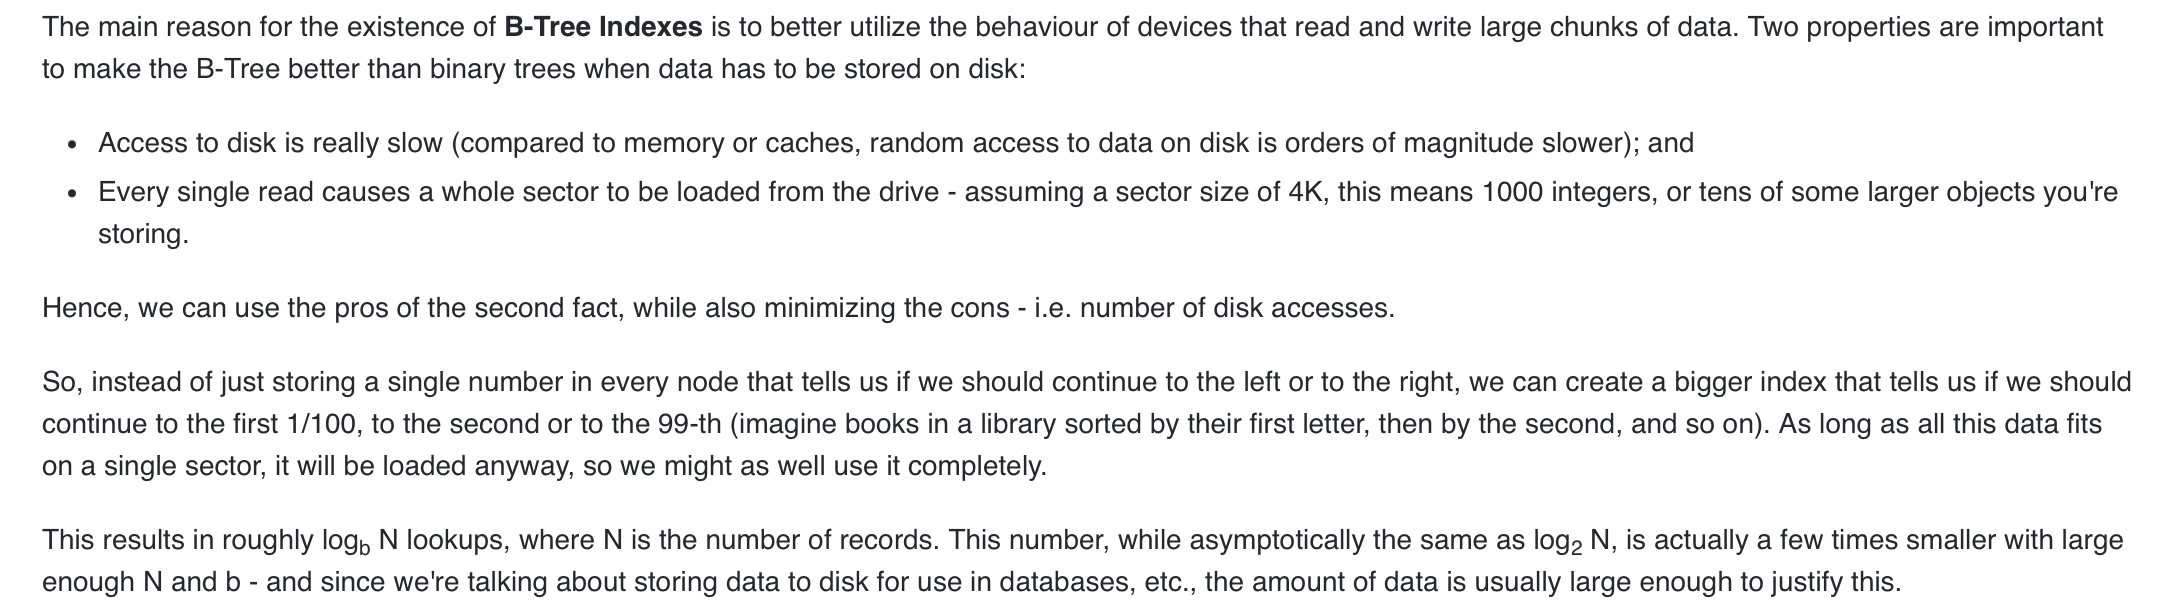 The main reason for the existence of B-Tree Indexes is to better utilize the behaviour of devices that read and write large chunks of data. Two properties are important
to make the B-Tree better than binary trees when data has to be stored on disk:
• Access to disk is really slow (compared to memory or caches, random access to data on disk is orders of magnitude slower); and
• Every single read causes a whole sector to be loaded from the drive - assuming a sector size of 4K, this means 1000 integers, or tens of some larger objects you're
storing.
Hence, we can use the pros of the second fact, while also minimizing the cons - i.e. number of disk accesses.
So, instead of just storing a single number in every node that tells us if we should continue to the left or to the right, we can create a bigger index that tells us if we should
continue to the first 1/100, to the second or to the 99-th (imagine books in a library sorted by their first letter, then by the second, and so on). As long as all this data fits
on a single sector, it will be loaded anyway, so we might as well use it completely.
This results in roughly log_b N lookups, where N is the number of records. This number, while asymptotically the same as log_2 N, is actually a few times smaller with large
enough N and b - and since we're talking about storing data to disk for use in databases, etc., the amount of data is usually large enough to justify this.